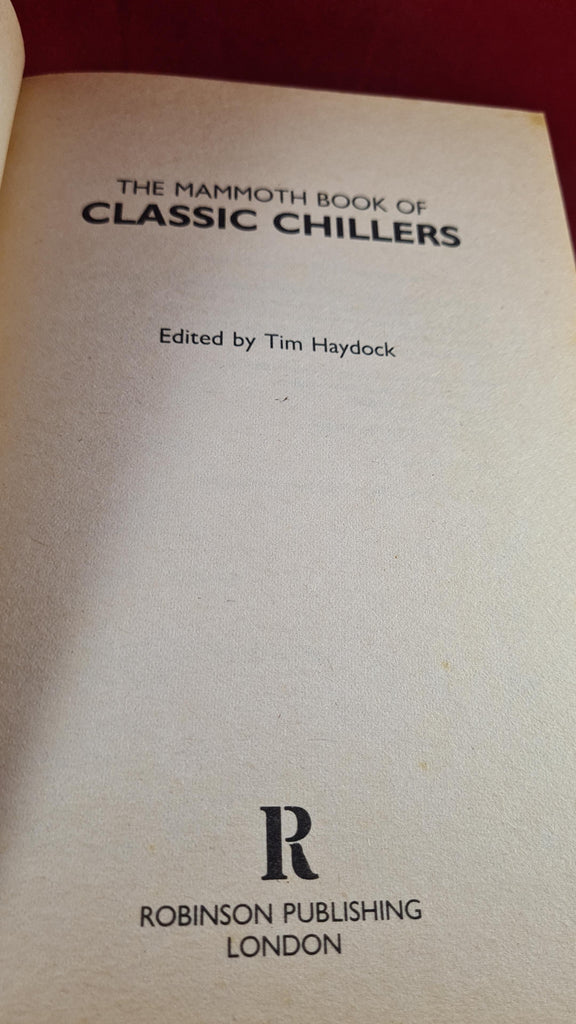 THE MAMMOTH BOOK OF
CLASSIC CHILLERS
Edited by Tim Haydock
R
ROBINSON PUBLISHING
LONDON